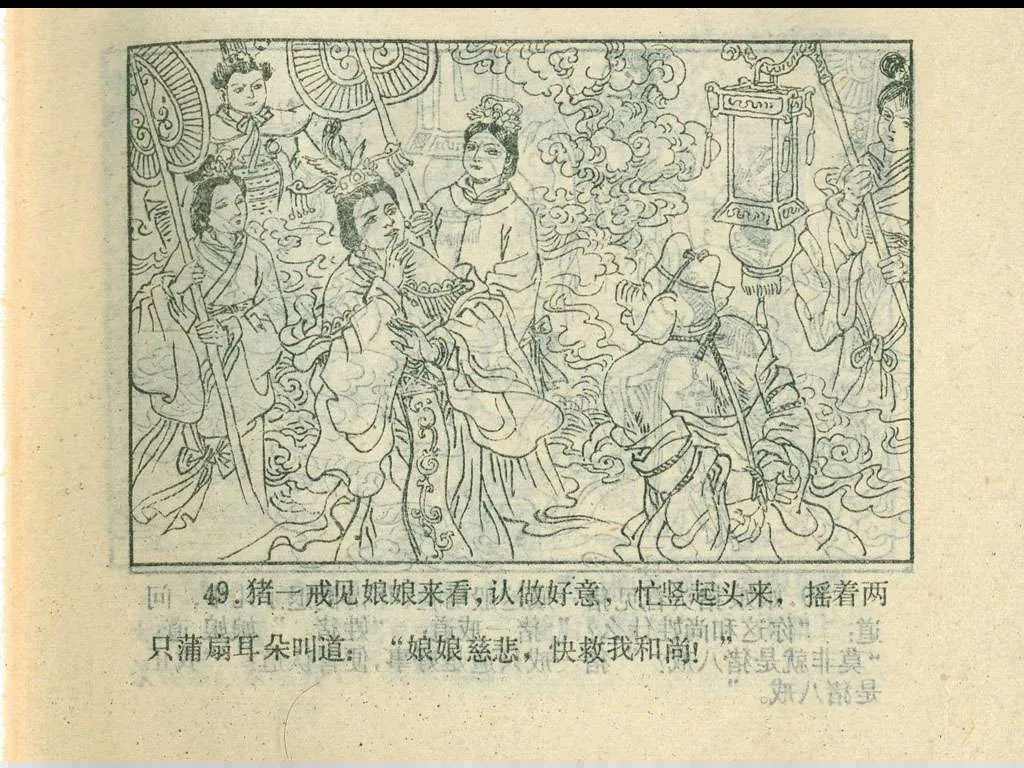 49.猪一戒见娘娘来看,认做好意,忙竖起头来,摇着两
只蒲扇耳朵叫道:“娘娘慈悲,快救我和尚!”